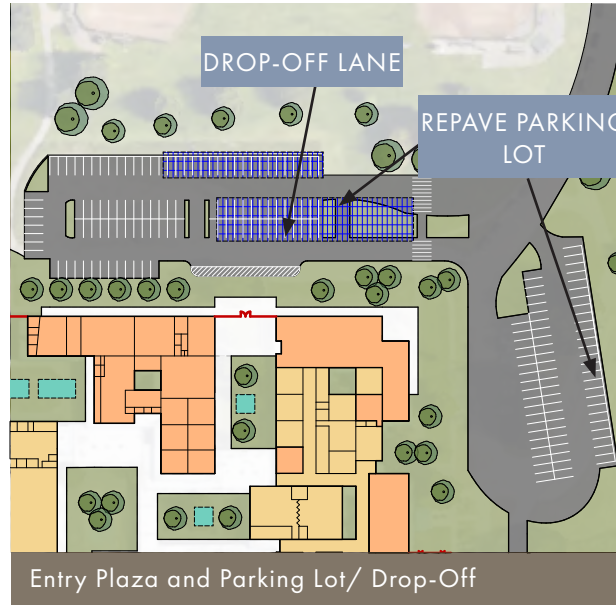 DROP-OFF LANE
REPAVE PARKING
LOT
Entry Plaza and Parking Lot/ Drop-Off